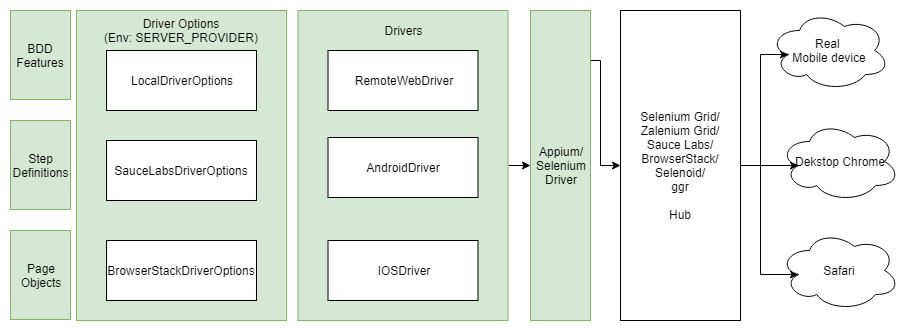 BDD
Features
Step
Definitions
Page
Objects
Driver Options
(Env: SERVER_PROVIDER)
LocalDriverOptions
SauceLabsDriverOptions
BrowserStackDriverOptions
Drivers
RemoteWebDriver
AndroidDriver
IOSDriver
Appium/
Selenium
Driver
Selenium Grid/
Zalenium Grid/
Sauce Labs/
BrowserStack/
Selenoid/
ggr
Hub
Real
Mobile device
Dekstop Chrome
Safari